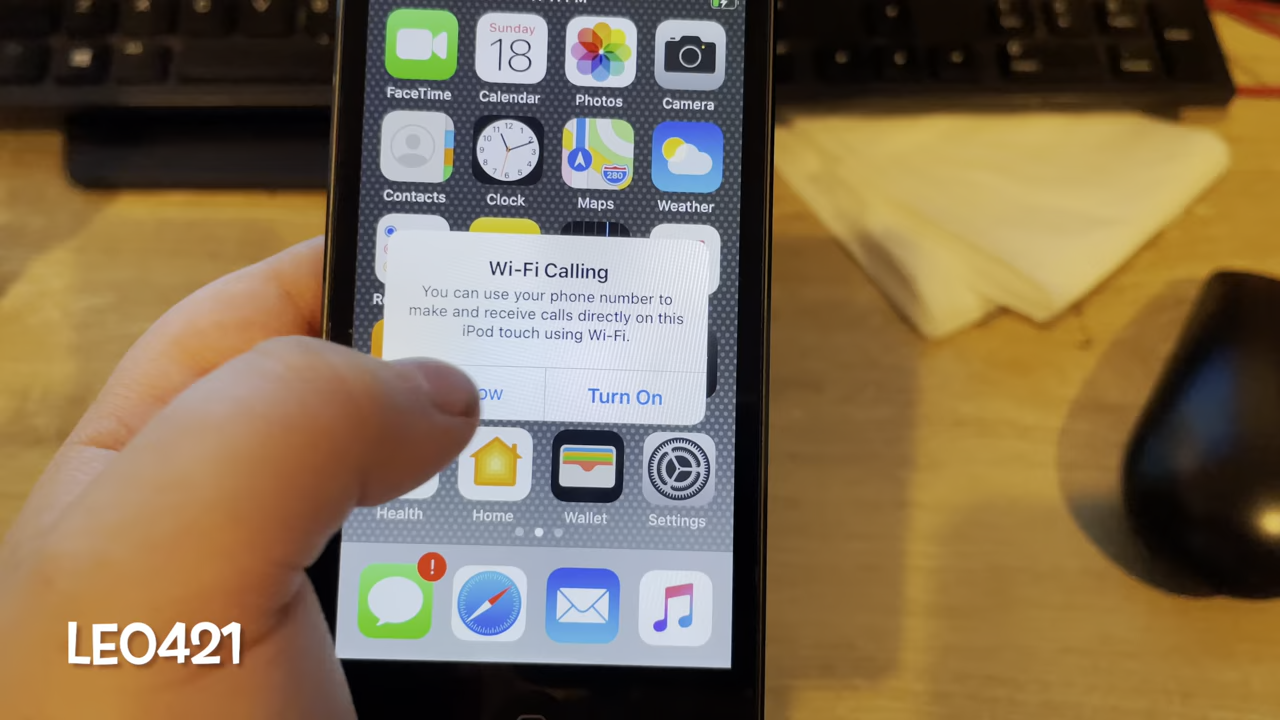 FaceTime
Sunday
18
Calendar
Photos
Camera
Contacts
Clock
Maps
280
Weather
Wi-Fi Calling
You can use your phone number to
make and receive calls directly on this
iPod touch using Wi-Fi.
Turn On
Health
Home
Wallet
Settings
!
LEO421